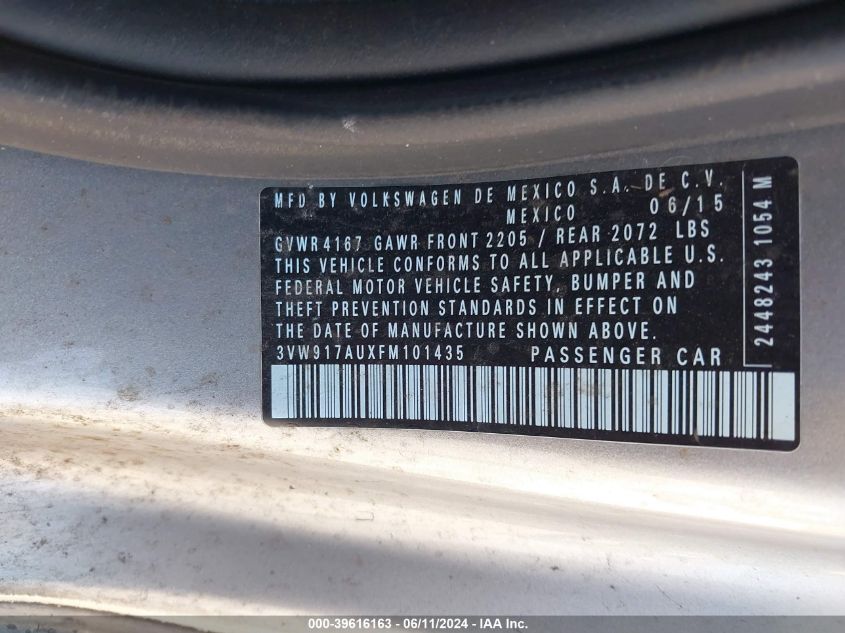 MFD BY VOLKSWAGEN DE MEXICO S.A. DE C.V.
MEXICO 06/15
GVWR 4167 GAWR FRONT 2205 / REAR 2072 LBS
THIS VEHICLE CONFORMS TO ALL APPLICABLE U.S.
FEDERAL MOTOR VEHICLE SAFETY, BUMPER AND
THEFT PREVENTION STANDARDS IN EFFECT ON
THE DATE OF MANUFACTURE SHOWN ABOVE.
3VW917AUXFM101435 PASSENGER CAR
2448243 1054 M
000-39616163 - 06/11/2024 - IAA, Inc.